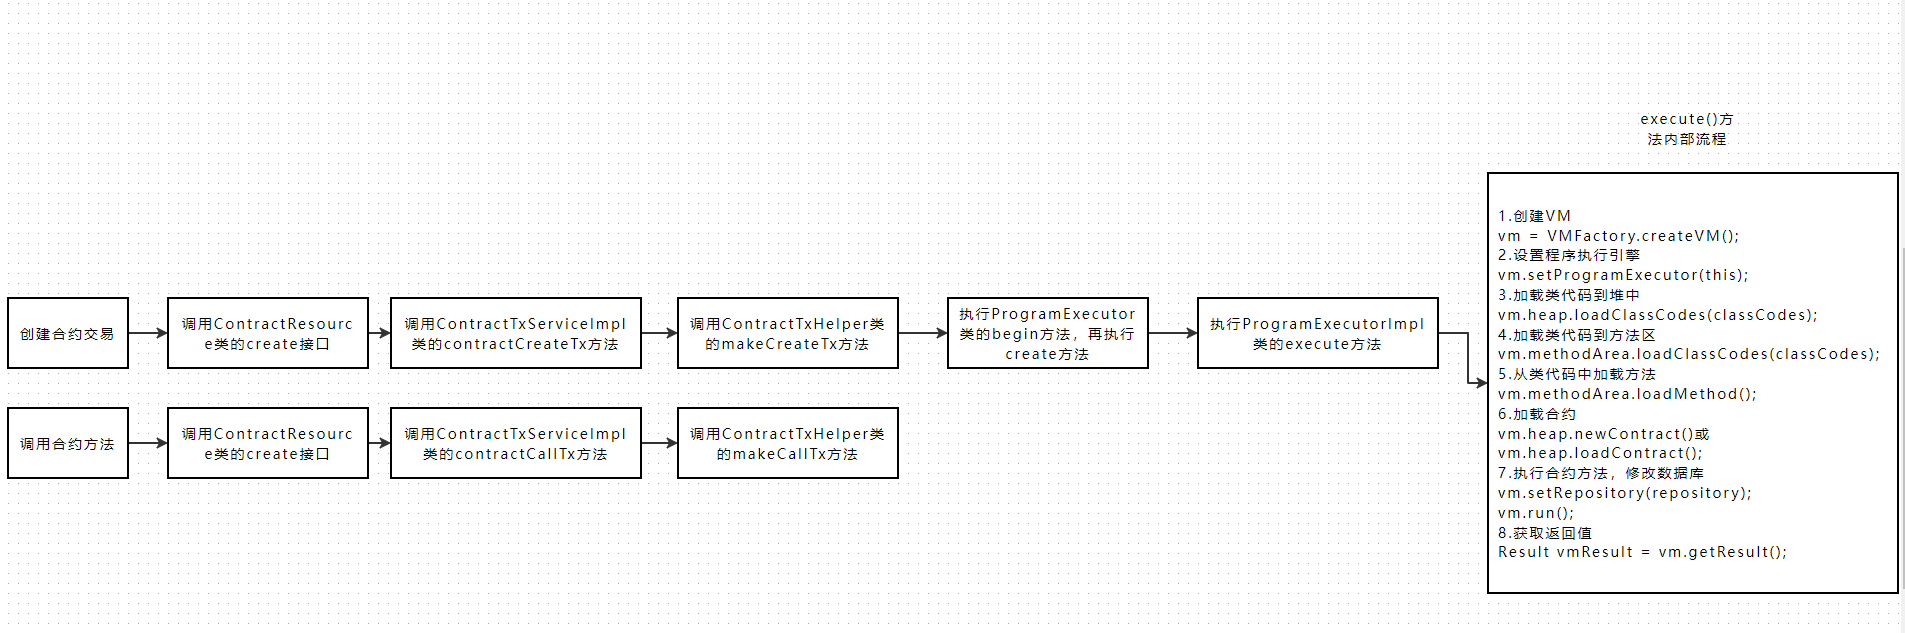 execute()方
法内部流程
创建合约交易
调用ContractResourc
e类的create接口
调用ContractTxServiceImpl
类的contractCreateTx方法
调用ContractTxHelper类
的makeCreateTx方法
执行ProgramExecutor
类的begin方法，再执行
create方法
执行ProgramExecutorImpl
类的execute方法
1.创建VM
vm = VMFactory.createVM();
2.设置程序执行引擎
vm.setProgramExecutor(this);
3.加载类代码到堆中
vm.heap.loadClassCodes(classCodes);
4.加载类代码到方法区
vm.methodArea.loadClassCodes(classCodes);
5.从类代码中加载方法
vm.methodArea.loadMethod();
6.加载合约
vm.heap.newContract()或
vm.heap.loadContract();
7.执行合约方法，修改数据库
vm.setRepository(repository);
vm.run();
8.获取返回值
Result vmResult = vm.getResult();
调用合约方法
调用ContractResourc
e类的create接口
调用ContractTxServiceImpl
类的contractCallTx方法
调用ContractTxHelper类
的makeCallTx方法